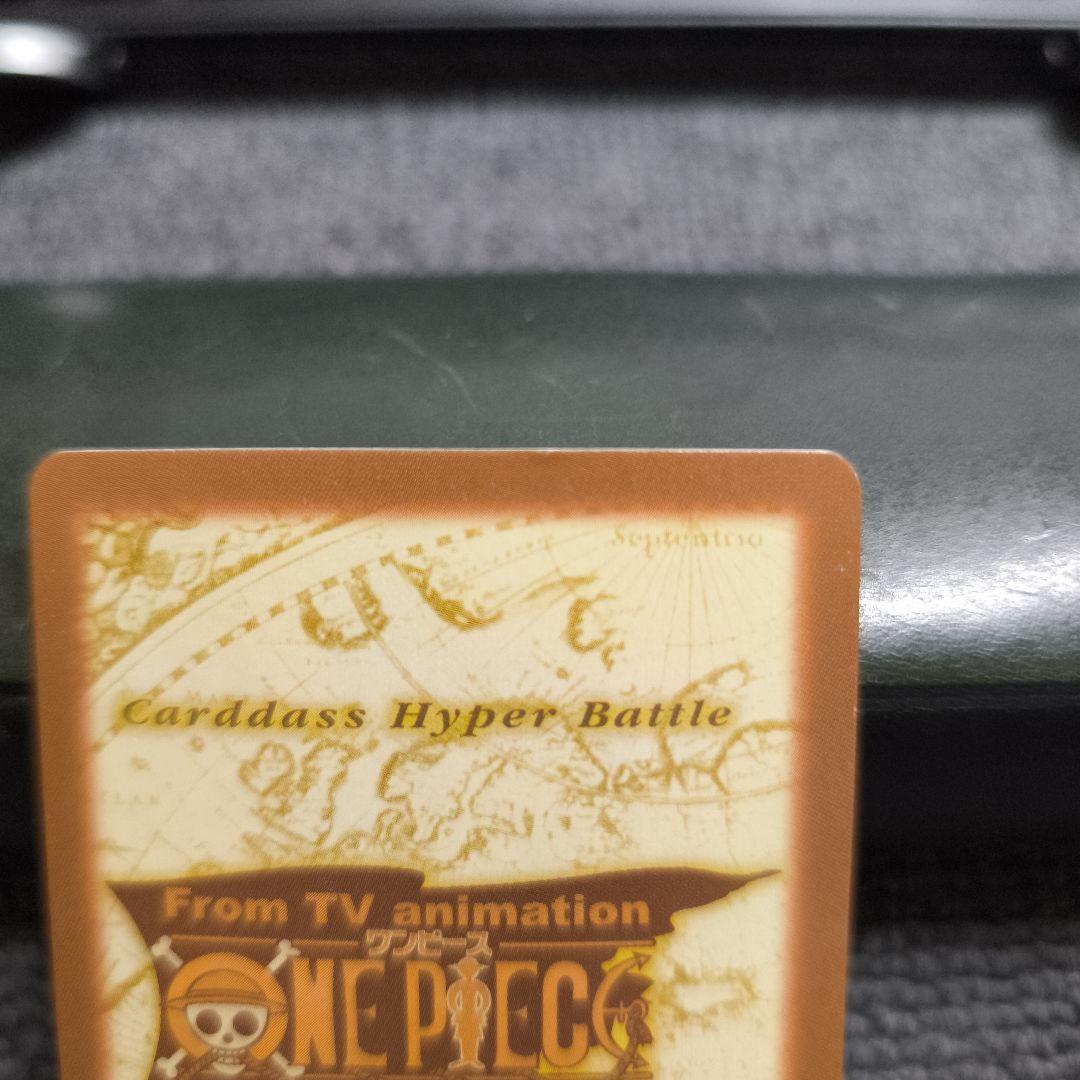 Septentrio
Carddass Hyper Battle
From TV animation
ワンピース
ONE PIECE